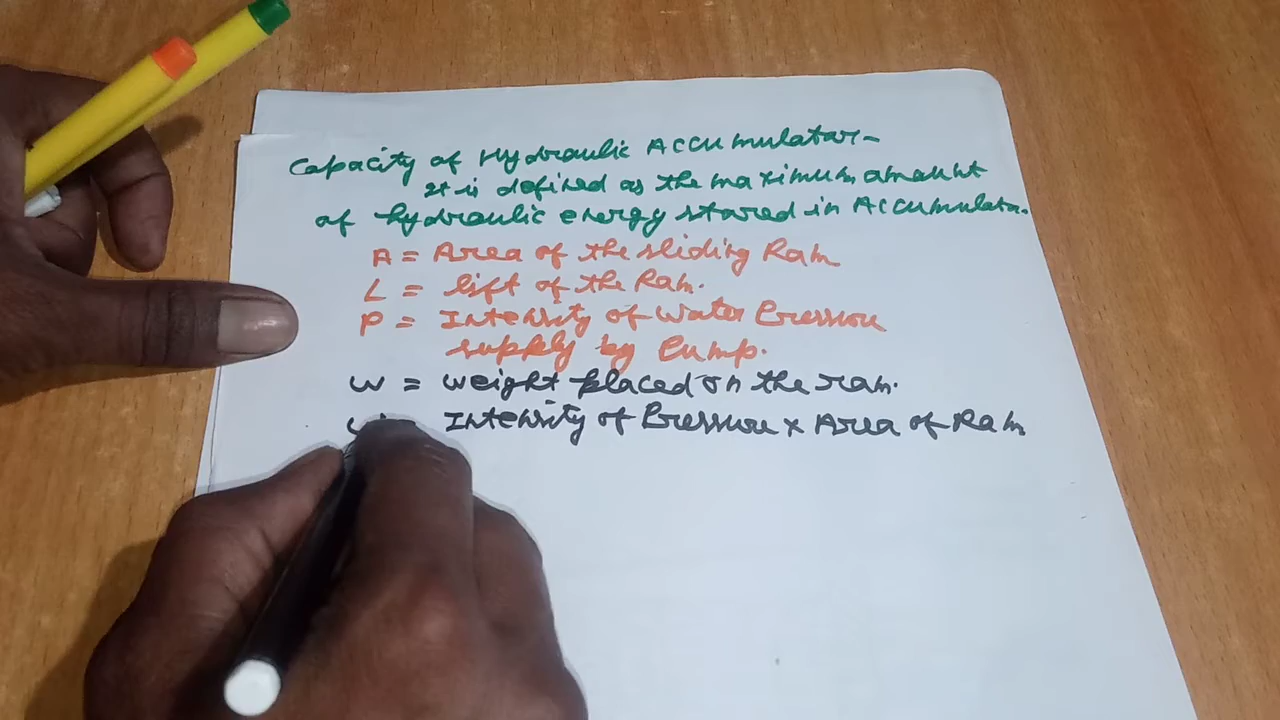 Capacity of Hydraulic Accumulator-
It is defined as the maximum amount
of hydraulic energy stored in Accumulator.
A = Area of the sliding Ram
L = lift of the Ram.
P = Intensity of water Pressure
supply by Pump.
W = weight placed on the ram.
W Intensity of Pressure x Area of Ram